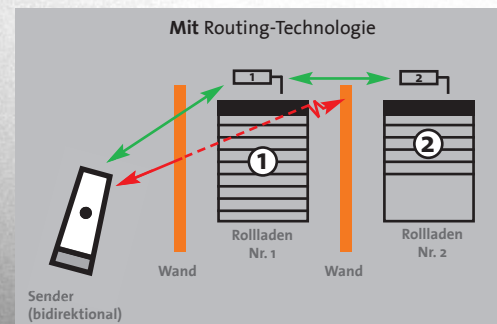 Mit Routing-Technologie
1
2
1
2
Rollladen
Nr. 1
Rollladen
Nr. 2
Wand
Wand
Sender
(bidirektional)